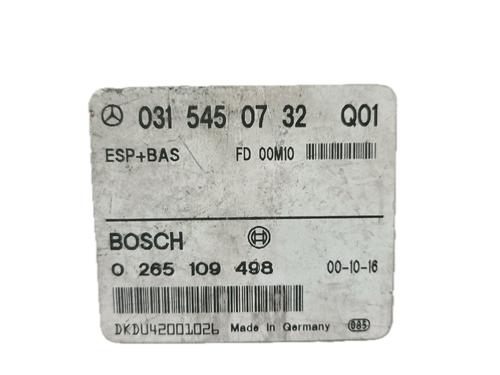 031 545 07 32 Q01
ESP+BAS FD 00M10
BOSCH
0 265 109 498 00-10-16
DKDU42001026 Made in Germany 085